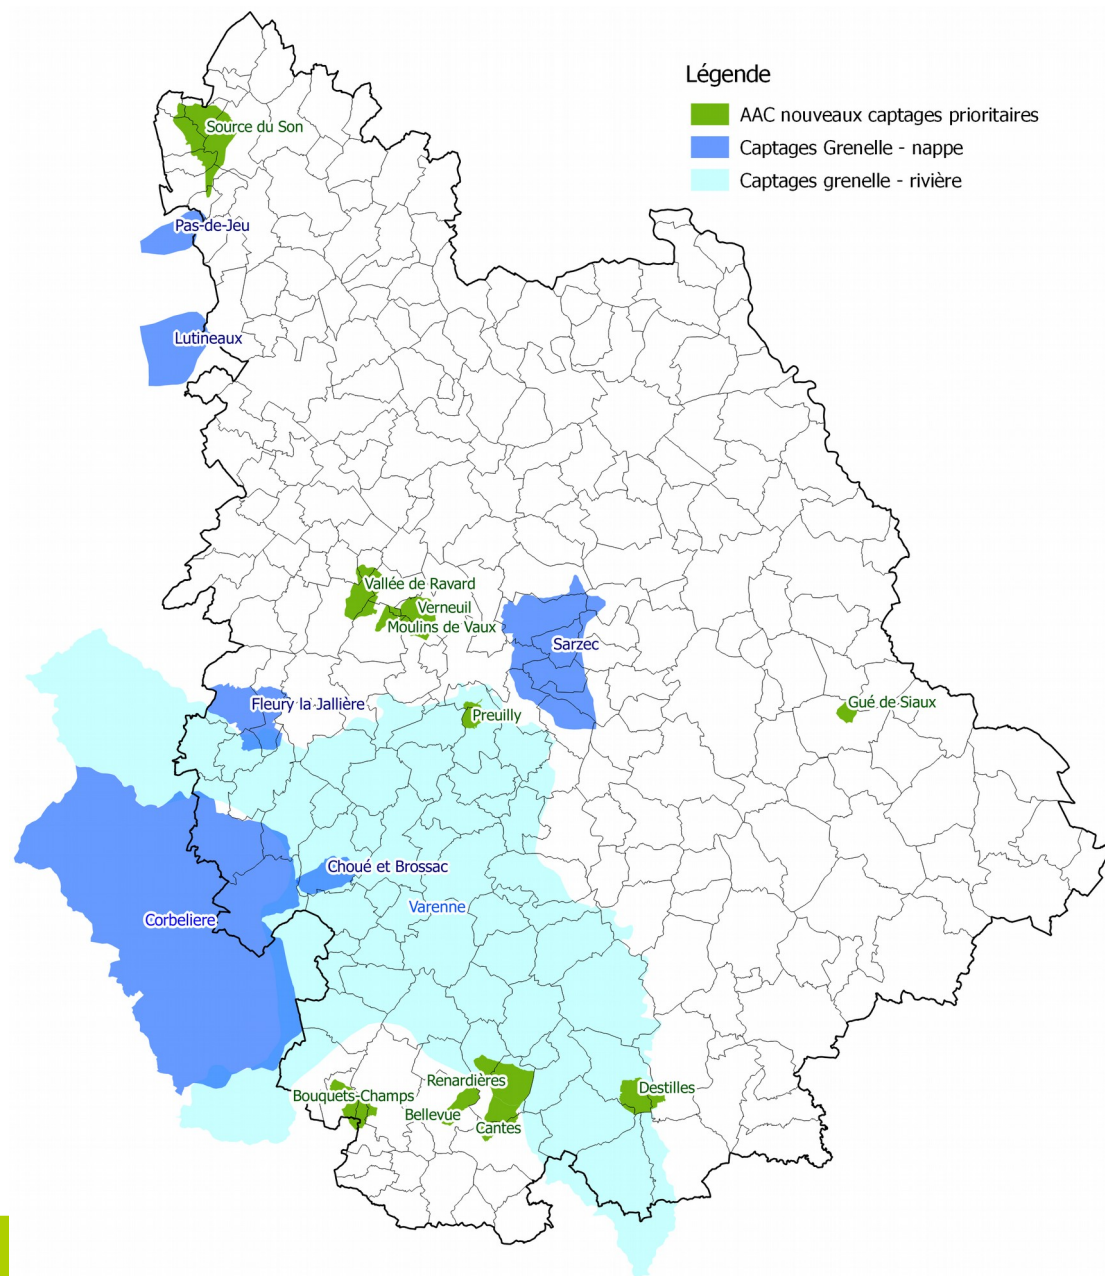 Légende
AAC nouveaux captages prioritaires
Captages Grenelle - nappe
Captages grenelle - rivière
Source du Son
Pas-de-Jeu
Lutineaux
Vallée de Ravard
Verneuil
Moulins de Vaux
Sarzec
Fleury la Jallière
Preuilly
Gué de Siaux
Choué et Brossac
Varenne
Corbeliere
Renardières
Destilles
Bouquets-Champs
Bellevue
Cantes